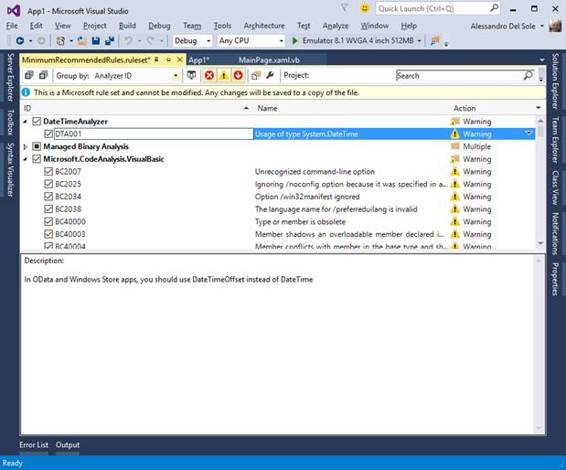 App1 - Microsoft Visual Studio
Quick Launch (Ctrl+Q)
File Edit View Project Build Debug Team Tools Architecture Test Analyze Window Help
Alessandro Del Sole
Debug Any CPU Emulator 8.1 WVGA 4 inch 512MB
MinimumRecommendedRules.ruleset* App1* MainPage.xaml.vb
Group by: Analyzer ID Project: Search
This is a Microsoft rule set and cannot be modified. Any changes will be saved to a copy of the file.
ID Name Action
DateTimeAnalyzer Warning
DTA001 Usage of type System.DateTime Warning
Managed Binary Analysis Multiple
Microsoft.CodeAnalysis.VisualBasic Warning
BC2007 Unrecognized command-line option Warning
BC2025 Ignoring /noconfig option because it was specified in a... Warning
BC2034 Option /win32manifest ignored Warning
BC2038 The language name for /preferreduilang is invalid Warning
BC40000 Type or member is obsolete Warning
BC40003 Member shadows an overloadable member declared i... Warning
BC40004 Member conflicts with member in the base type and sh... Warning
Description:
In OData and Windows Store apps, you should use DateTimeOffset instead of DateTime
Server Explorer
Toolbox
Syntax Visualizer
Solution Explorer
Team Explorer
Class View
Notifications
Properties
Error List Output
Ready